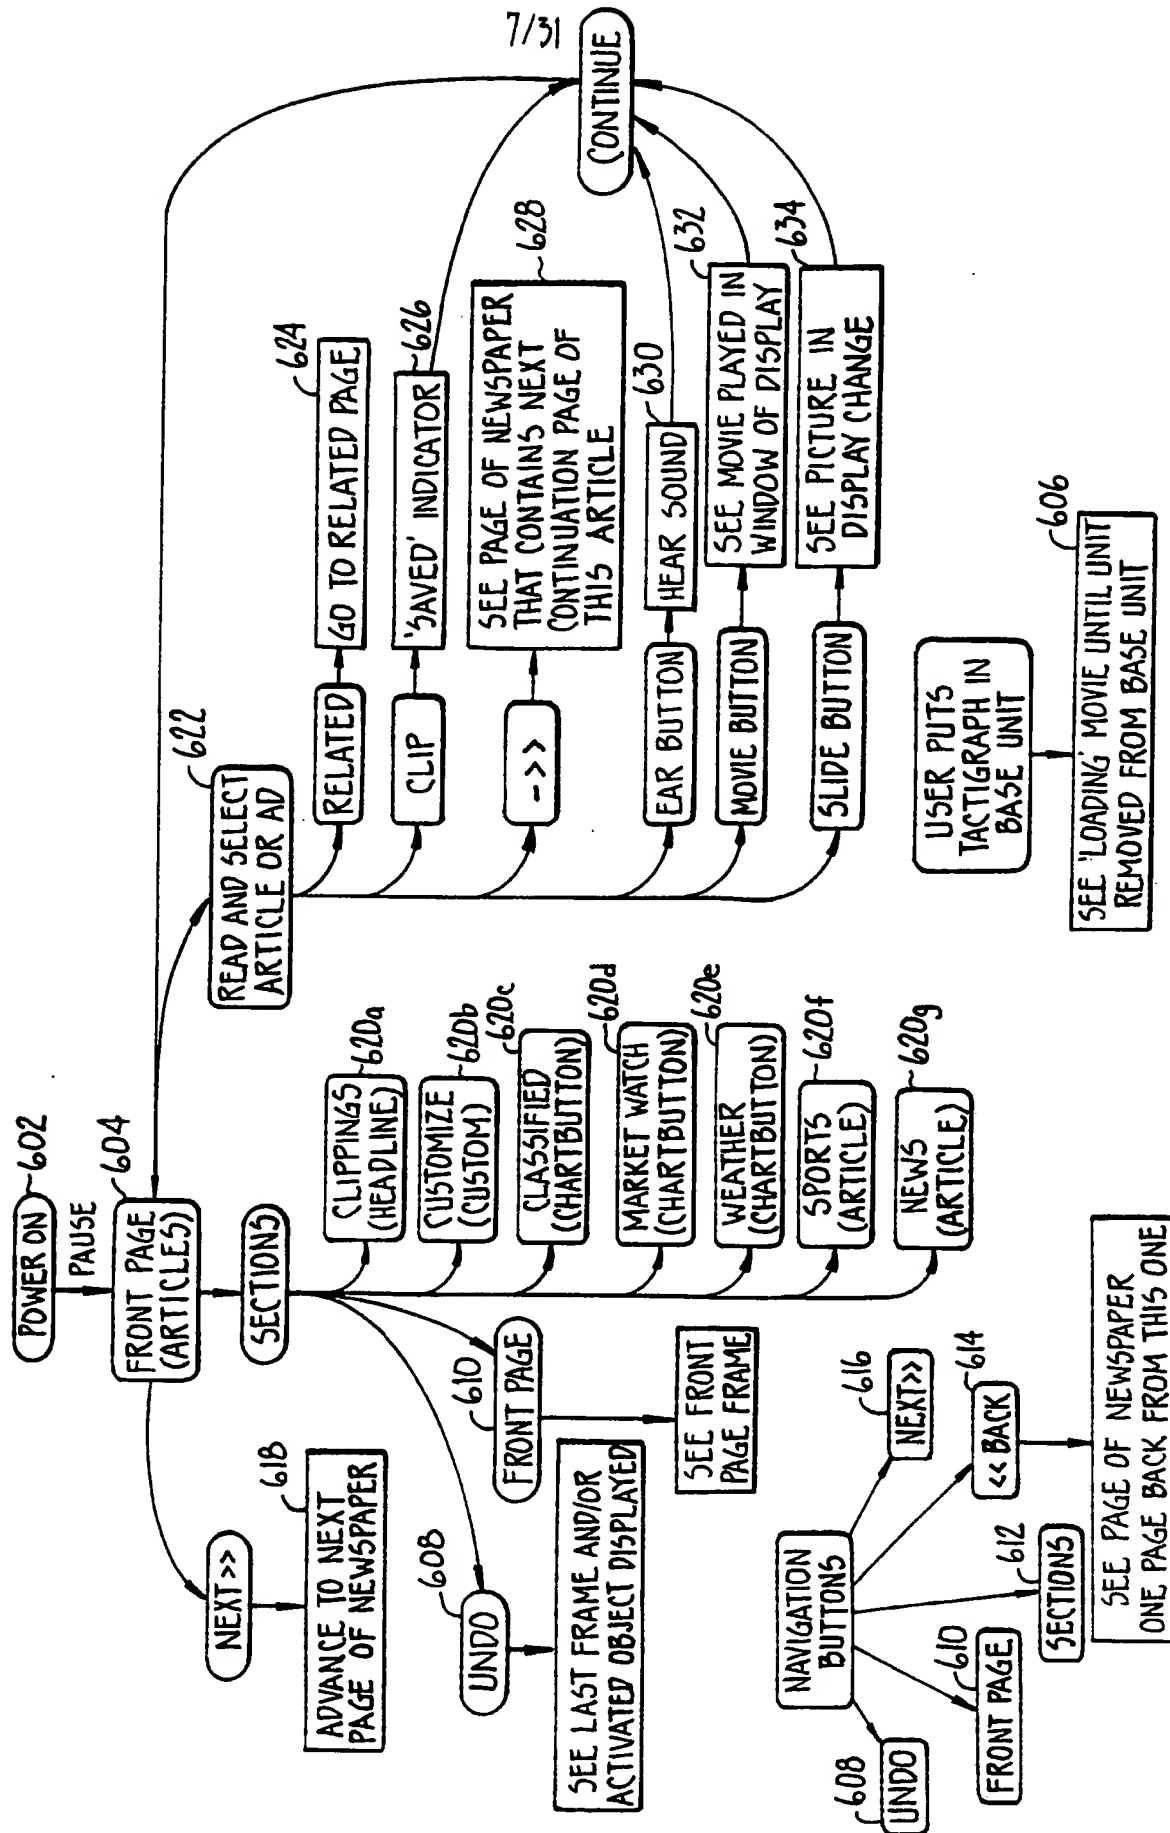 7/31
POWER ON
602
PAUSE
604
FRONT PAGE
(ARTICLES)
NEXT>>
618
ADVANCE TO NEXT
PAGE OF NEWSPAPER
SECTIONS
608
UNDO
SEE LAST FRAME AND/OR
ACTIVATED OBJECT DISPLAYED
610
FRONT PAGE
SEE FRONT
PAGE FRAME
CLIPPINGS
(HEADLINE)
620a
CUSTOMIZE
(CUSTOM)
620b
CLASSIFIED
(CHARTBUTTON)
620c
MARKET WATCH
(CHARTBUTTON)
620d
WEATHER
(CHARTBUTTON)
620e
SPORTS
(ARTICLE)
620f
NEWS
(ARTICLE)
620g
622
READ AND SELECT
ARTICLE OR AD
RELATED
624
GO TO RELATED PAGE
CLIP
'SAVED' INDICATOR
626
->>
SEE PAGE OF NEWSPAPER
THAT CONTAINS NEXT
CONTINUATION PAGE OF
THIS ARTICLE
628
EAR BUTTON
HEAR SOUND
630
MOVIE BUTTON
SEE MOVIE PLAYED IN
WINDOW OF DISPLAY
632
SLIDE BUTTON
SEE PICTURE IN
DISPLAY CHANGE
634
CONTINUE
NAVIGATION
BUTTONS
608
UNDO
610
FRONT PAGE
612
SECTIONS
614
<< BACK
616
NEXT>>
SEE PAGE OF NEWSPAPER
ONE PAGE BACK FROM THIS ONE
USER PUTS
TACTIGRAPH IN
BASE UNIT
606
SEE 'LOADING' MOVIE UNTIL UNIT
REMOVED FROM BASE UNIT